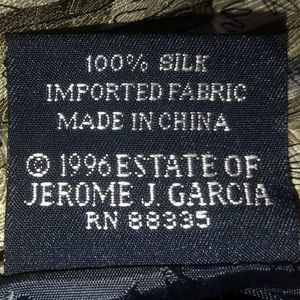 100% SILK
IMPORTED FABRIC
MADE IN CHINA
© 1996 ESTATE OF
JEROME J. GARCIA
RN 88335